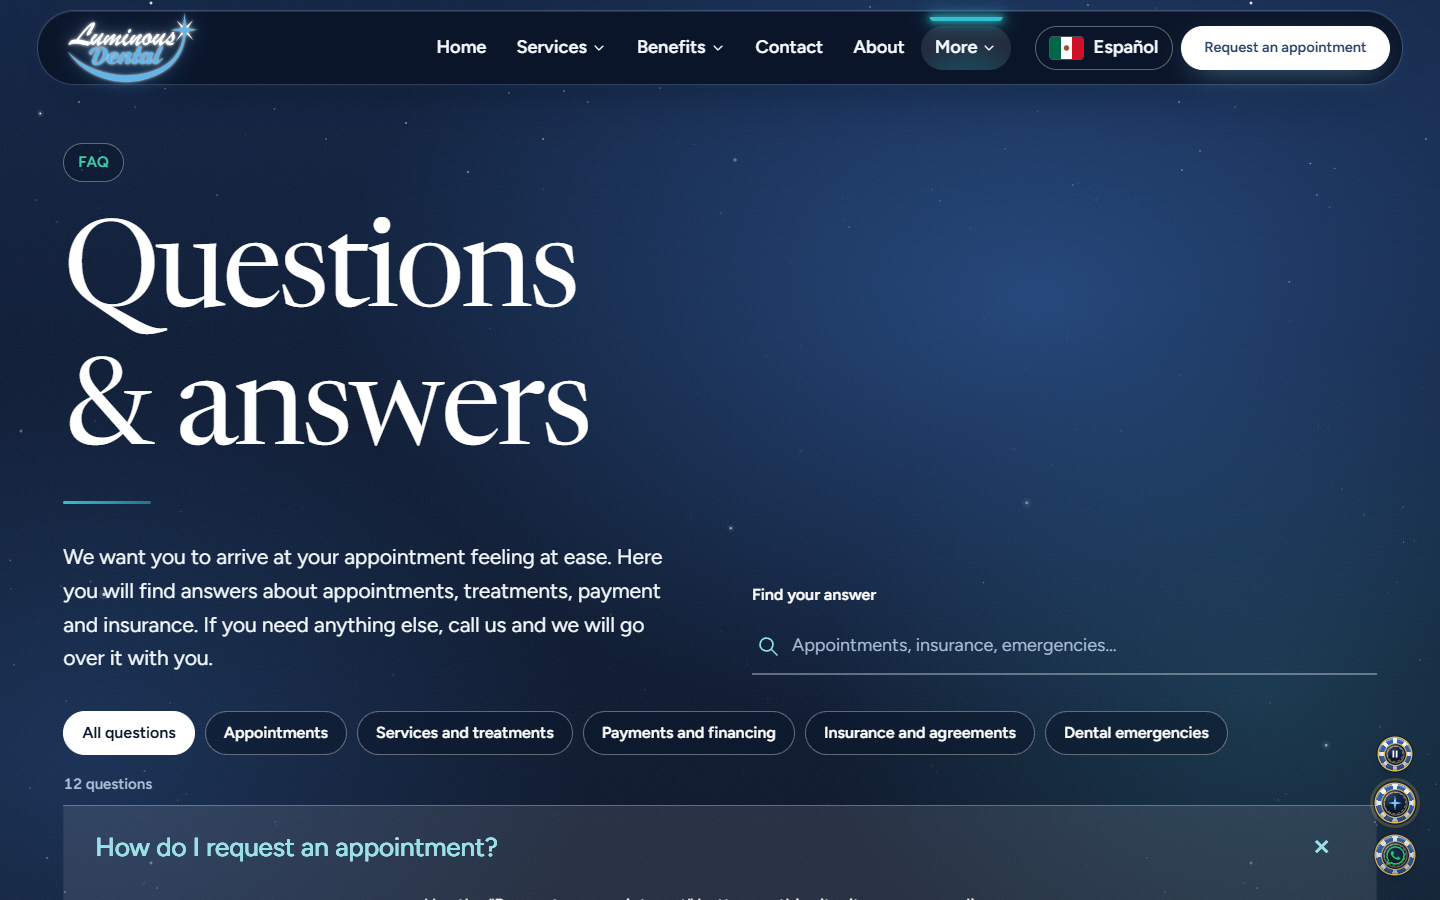 Luminous
Dental
Home
Services
Benefits
Contact
About
More
Español
Request an appointment
FAQ
Questions
& answers
We want you to arrive at your appointment feeling at ease. Here
you will find answers about appointments, treatments, payment
and insurance. If you need anything else, call us and we will go
over it with you.
Find your answer
Appointments, insurance, emergencies...
All questions
Appointments
Services and treatments
Payments and financing
Insurance and agreements
Dental emergencies
12 questions
How do I request an appointment?